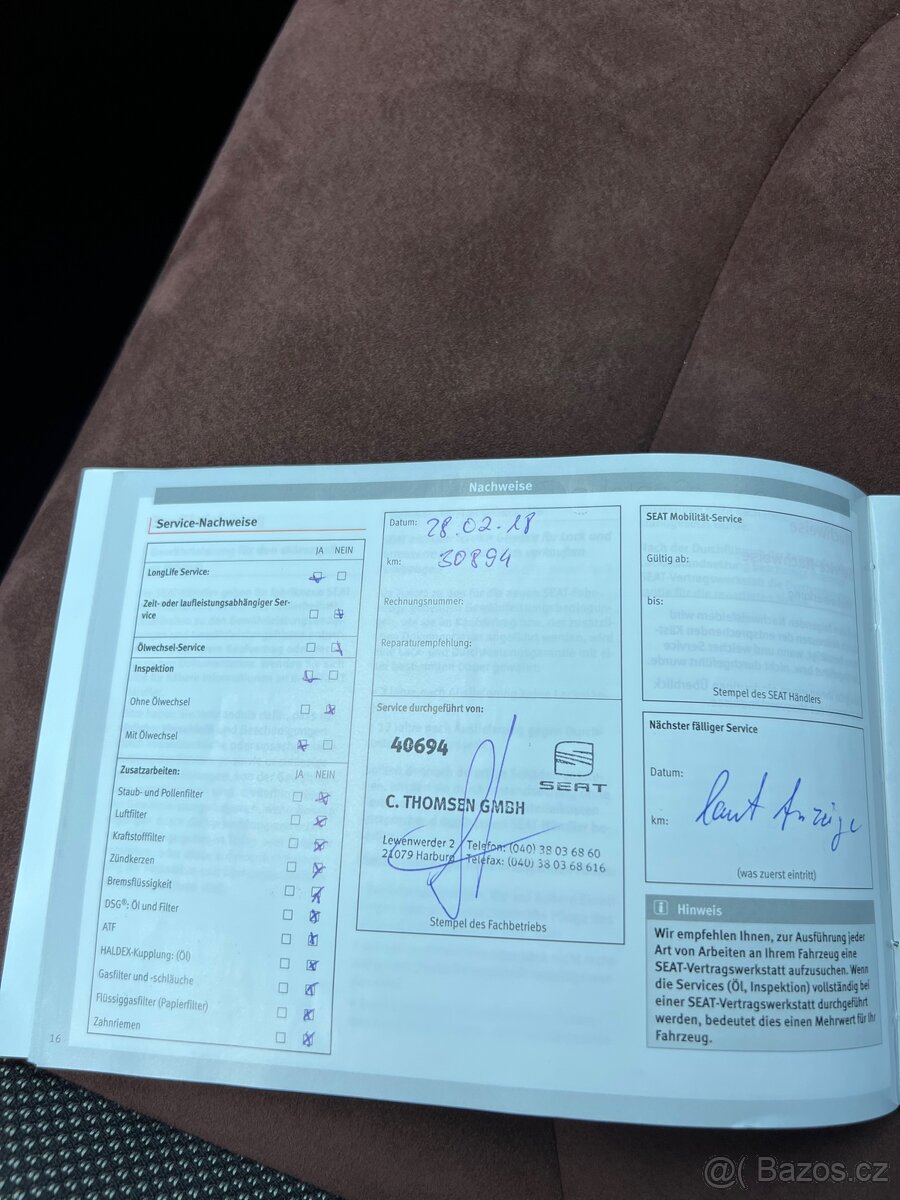 Nachweise
Service-Nachweise
JA NEIN
LongLife Service:
Zeit- oder laufleistungsabhängiger Ser-
vice
Ölwechsel-Service
Inspektion
Ohne Ölwechsel
Mit Ölwechsel
Zusatzarbeiten: JA NEIN
Staub- und Pollenfilter
Luftfilter
Kraftstofffilter
Zündkerzen
Bremsflüssigkeit
DSG®: Öl und Filter
ATF
HALDEX-Kupplung: (Öl)
Gasfilter und -schläuche
Flüssiggasfilter (Papierfilter)
Zahnriemen
16
Datum: 28.02.18
km: 30894
Rechnungsnummer:
Reparaturempfehlung:
Service durchgeführt von:
40694
SEAT
C. THOMSEN GMBH
Lewenwerder 2 Telefon: (040) 38 03 68 60
21079 Harburg Telefax: (040) 38 03 68 616
Stempel des Fachbetriebs
SEAT Mobilität-Service
Gültig ab:
bis:
Stempel des SEAT Händlers
Nächster fälliger Service
Datum:
km:
laut Anzeige
(was zuerst eintritt)
i Hinweis
Wir empfehlen Ihnen, zur Ausführung jeder
Art von Arbeiten an Ihrem Fahrzeug eine
SEAT-Vertragswerkstatt aufzusuchen. Wenn
die Services (Öl, Inspektion) vollständig bei
einer SEAT-Vertragswerkstatt durchgeführt
werden, bedeutet dies einen Mehrwert für Ihr
Fahrzeug.
@( Bazos.cz